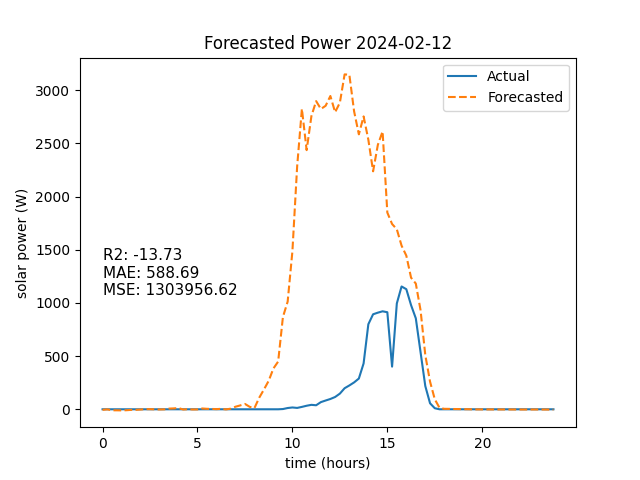 Forecasted Power 2024-02-12
Actual
Forecasted
3000
2500
2000
1500
1000
500
0
solar power (W)
R2: -13.73
MAE: 588.69
MSE: 1303956.62
0 5 10 15 20
time (hours)